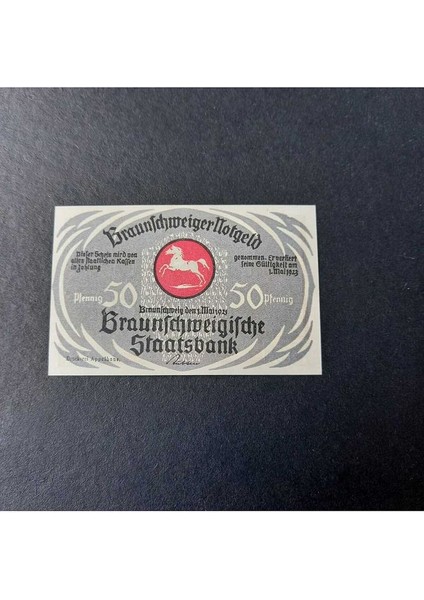 Braunschweiger Notgeld
Dieser Schein wird von
allen staatlichen Kassen
in Zahlung
genommen. Er verliert
seine Gültigkeit am
1. Mai 1923
Pfennig 50
50 Pfennig
Braunschweig den 1. Mai 1921
Braunschweigische
Staatsbank